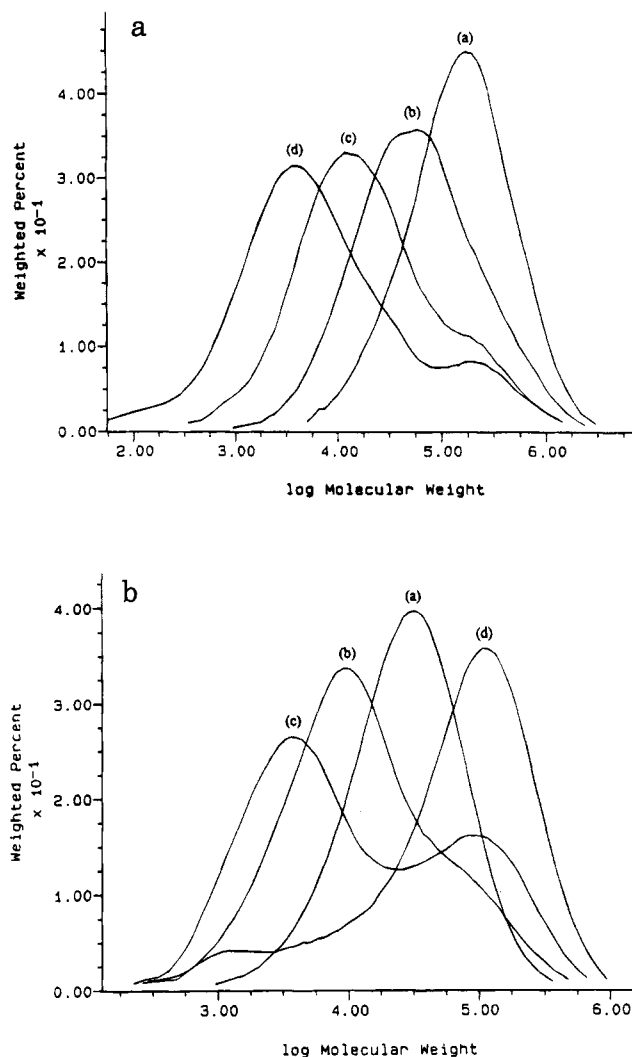 a
(a)
4.00
(b)
(c)
(d)
3.00
Weighted Percent
x 10⁻¹
2.00
1.00
0.00
2.00 3.00 4.00 5.00 6.00
log Molecular Weight
b
(a)
4.00
(d)
(b)
3.00
(c)
Weighted Percent
x 10⁻¹
2.00
1.00
0.00
3.00 4.00 5.00 6.00
log Molecular Weight